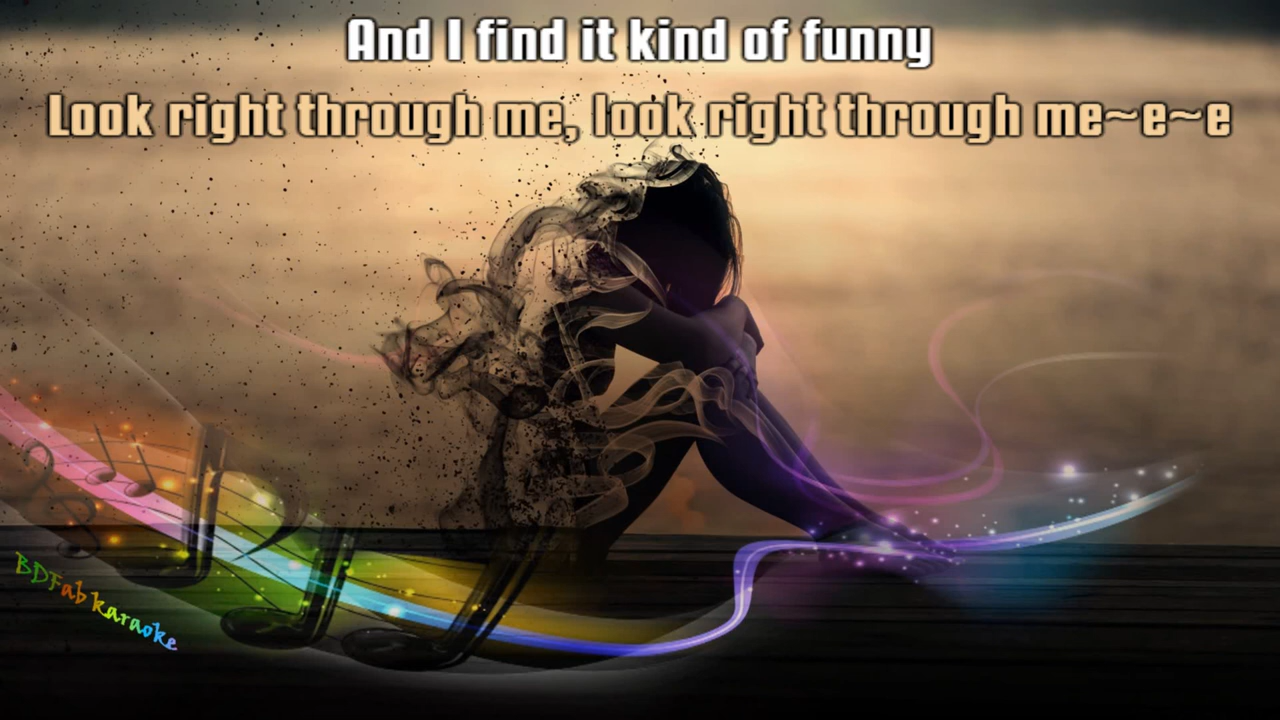 And I find it kind of funny
Look right through me, look right through me~e~e
BDFab karaoke